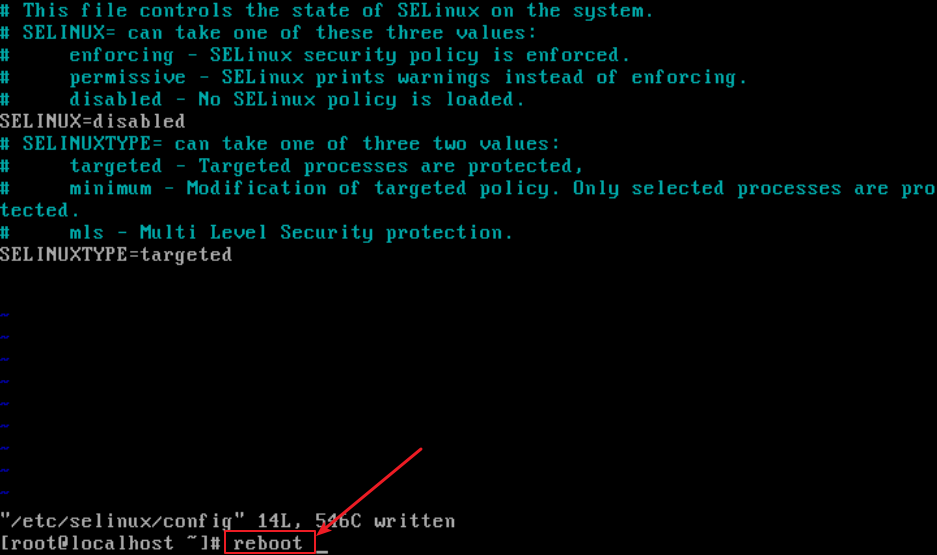 # This file controls the state of SELinux on the system.
# SELINUX= can take one of these three values:
#     enforcing - SELinux security policy is enforced.
#     permissive - SELinux prints warnings instead of enforcing.
#     disabled - No SELinux policy is loaded.
SELINUX=disabled
# SELINUXTYPE= can take one of three two values:
#     targeted - Targeted processes are protected,
#     minimum - Modification of targeted policy. Only selected processes are pro
tected.
#     mls - Multi Level Security protection.
SELINUXTYPE=targeted
~
~
~
~
~
~
~
~
~
"/etc/selinux/config" 14L, 546C written
[root@localhost ~]# reboot _